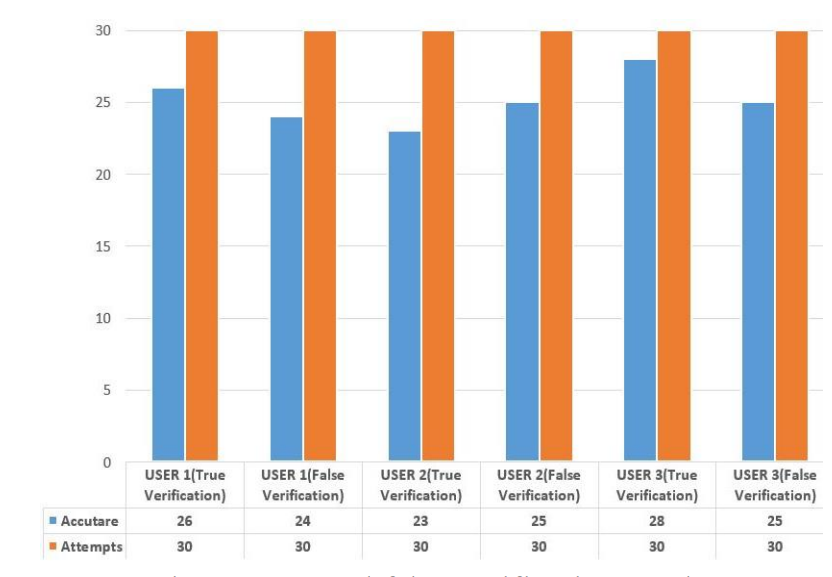 30
25
20
15
10
5
0
USER 1(True Verification) USER 1(False Verification) USER 2(True Verification) USER 2(False Verification) USER 3(True Verification) USER 3(False Verification)
Accutare 26 24 23 25 28 25
Attempts 30 30 30 30 30 30